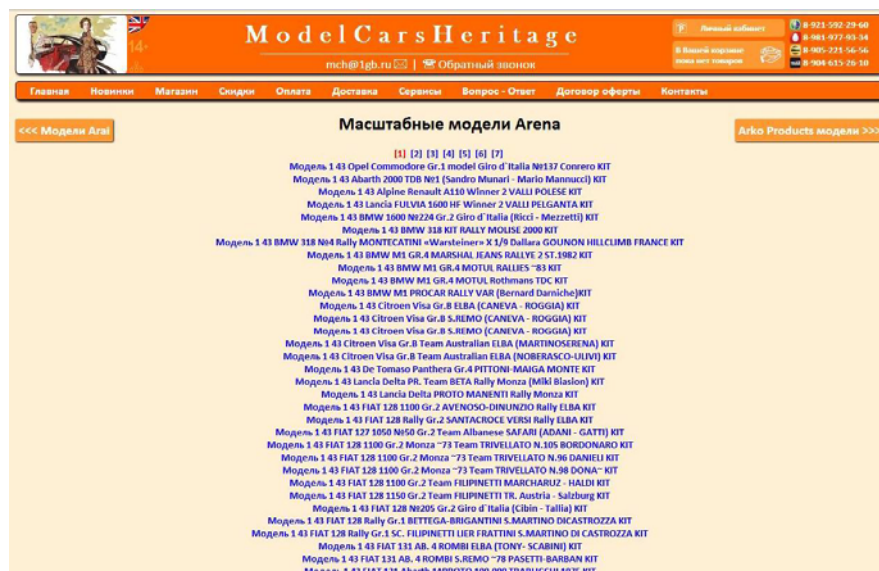 14+
ModelCarsHeritage
mch@1gb.ru | Обратный звонок
Личный кабинет
В Вашей корзине
пока нет товаров
8-921-592-29-60
8-981-977-93-34
8-905-221-56-56
8-904-615-26-10
Главная Новинки Магазин Скидки Оплата Доставка Сервисы Вопрос - Ответ Договор оферты Контакты
<<< Модели Arai
Масштабные модели Arena
Arko Products модели >>>
[1] [2] [3] [4] [5] [6] [7]
Модель 1 43 Opel Commodore Gr.1 model Giro d`Italia №137 Conrero KIT
Модель 1 43 Abarth 2000 TDB №1 (Sandro Munari - Mario Mannucci) KIT
Модель 1 43 Alpine Renault A110 Winner 2 VALLI POLESE KIT
Модель 1 43 Lancia FULVIA 1600 HF Winner 2 VALLI PELGANTA KIT
Модель 1 43 BMW 1600 №224 Gr.2 Giro d`Italia (Ricci - Mezzetti) KIT
Модель 1 43 BMW 318 KIT RALLY MOLISE 2000 KIT
Модель 1 43 BMW 318 №4 Rally MONTECATINI «Warsteiner» X 1/9 Dallara GOUNON HILLCLIMB FRANCE KIT
Модель 1 43 BMW M1 GR.4 MARSHAL JEANS RALLYE 2 ST.1982 KIT
Модель 1 43 BMW M1 GR.4 MOTUL RALLIES ~83 KIT
Модель 1 43 BMW M1 GR.4 MOTUL Rothmans TDC KIT
Модель 1 43 BMW M1 PROCAR RALLY VAR (Bernard Darniche)KIT
Модель 1 43 Citroen Visa Gr.B ELBA (CANEVA - ROGGIA) KIT
Модель 1 43 Citroen Visa Gr.B S.REMO (CANEVA - ROGGIA) KIT
Модель 1 43 Citroen Visa Gr.B S.REMO (CANEVA - ROGGIA) KIT
Модель 1 43 Citroen Visa Gr.B Team Australian ELBA (MARTINOSERENA) KIT
Модель 1 43 Citroen Visa Gr.B Team Australian ELBA (NOBERASCO-ULIVI) KIT
Модель 1 43 De Tomaso Panthera Gr.4 PITTONI-MAIGA MONTE KIT
Модель 1 43 Lancia Delta PR. Team BETA Rally Monza (Miki Biasion) KIT
Модель 1 43 Lancia Delta PROTO MANENTI Rally Monza KIT
Модель 1 43 FIAT 128 1100 Gr.2 AVENOSO-DINUNZIO Rally ELBA KIT
Модель 1 43 FIAT 128 Rally Gr.2 SANTACROCE VERSI Rally ELBA KIT
Модель 1 43 FIAT 127 1050 №50 Gr.2 Team Albanese SAFARI (ADANI - GATTI) KIT
Модель 1 43 FIAT 128 1100 Gr.2 Monza ~73 Team TRIVELLATO N.105 BORDONARO KIT
Модель 1 43 FIAT 128 1100 Gr.2 Monza ~73 Team TRIVELLATO N.96 DANIELI KIT
Модель 1 43 FIAT 128 1100 Gr.2 Monza ~73 Team TRIVELLATO N.98 DONA~ KIT
Модель 1 43 FIAT 128 1100 Gr.2 Team FILIPINETTI MARCHARUZ - HALDI KIT
Модель 1 43 FIAT 128 1150 Gr.2 Team FILIPINETTI TR. Austria - Salzburg KIT
Модель 1 43 FIAT 128 №205 Gr.2 Giro d`Italia (Cibin - Tallia) KIT
Модель 1 43 FIAT 128 Rally Gr.1 BETTEGA-BRIGANTINI S.MARTINO DICASTROZZA KIT
Модель 1 43 FIAT 128 Rally Gr.1 SC. FILIPINETTI LIER FRATTINI S.MARTINO DI CASTROZZA KIT
Модель 1 43 FIAT 131 AB. 4 ROMBI ELBA (TONY- SCABINI) KIT
Модель 1 43 FIAT 131 AB. 4 ROMBI S.REMO ~78 PASETTI-BARBAN KIT